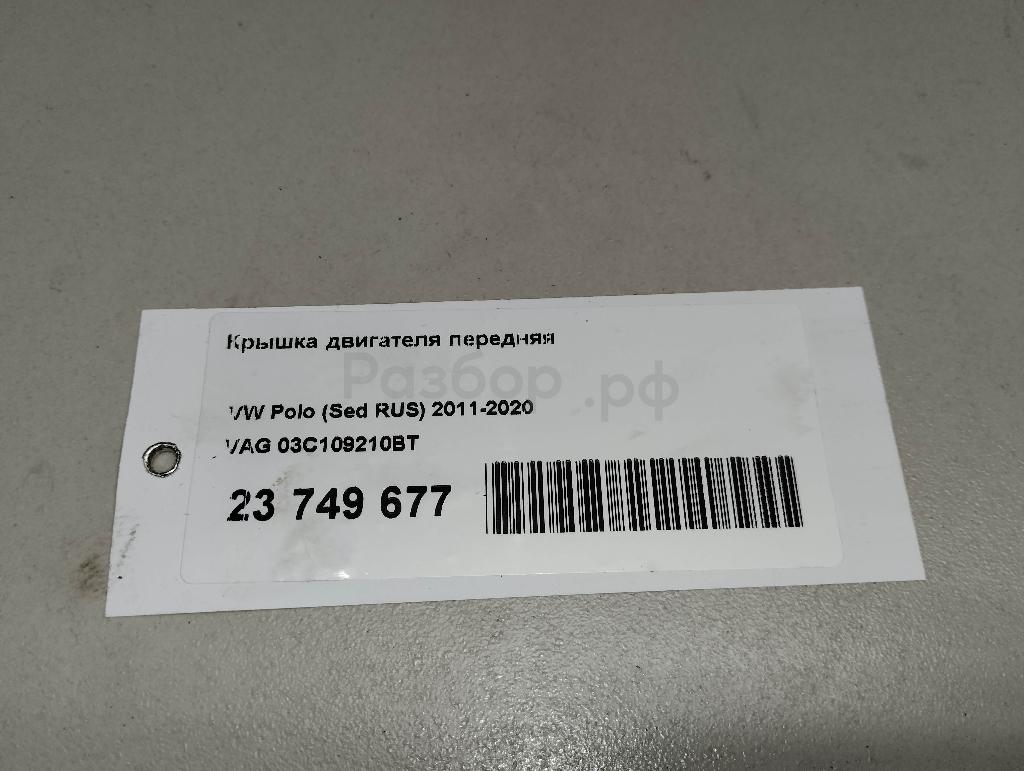 Крышка двигателя передняя
Разбор.рф
VW Polo (Sed RUS) 2011-2020
VAG 03C109210BT
23 749 677